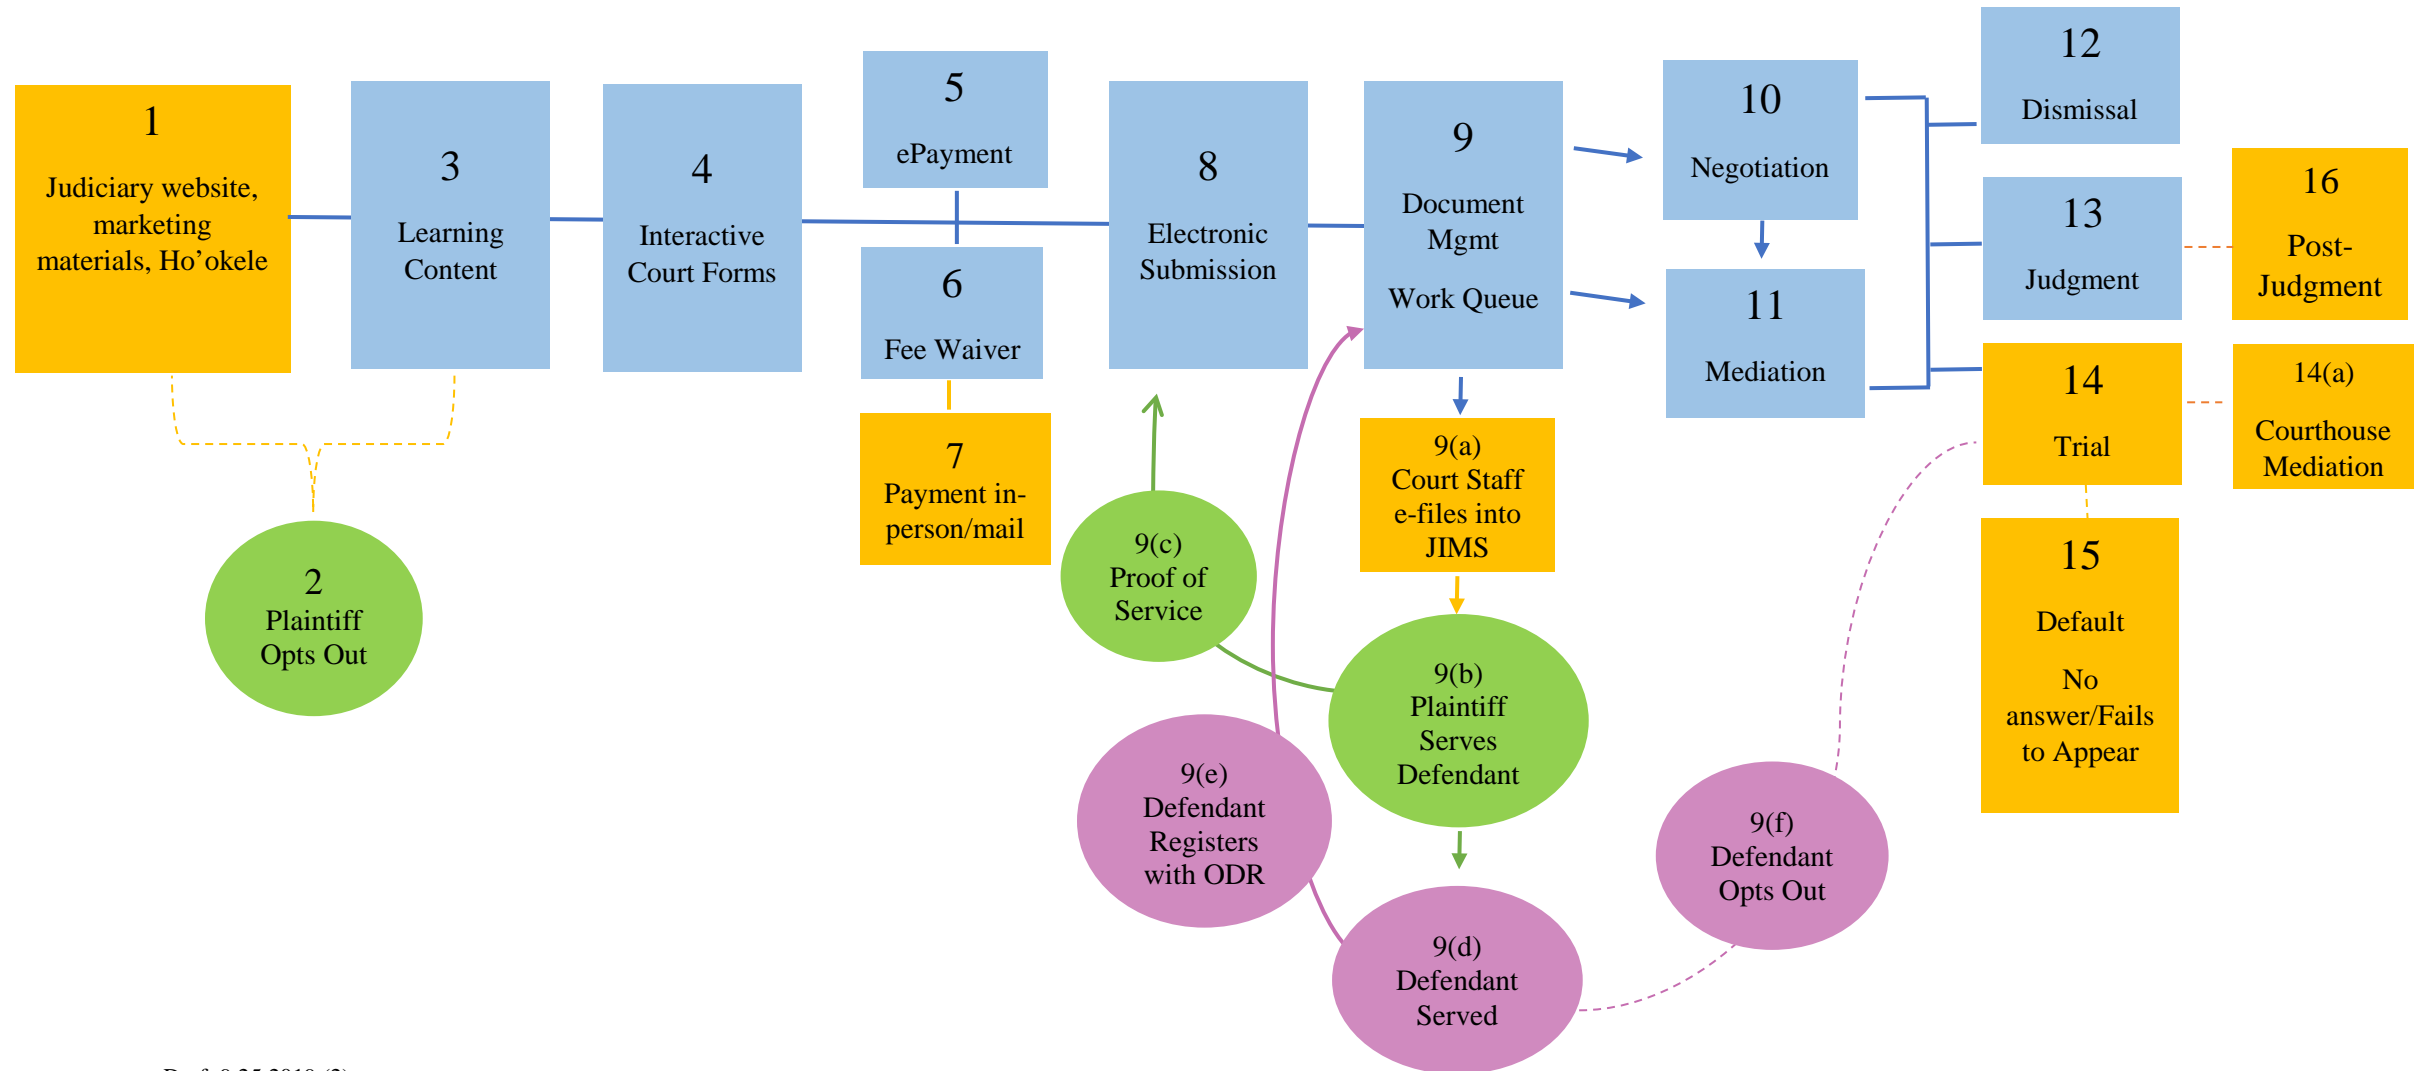 1
Judiciary website,
marketing
materials, Ho’okele
2
Plaintiff
Opts Out
3
Learning
Content
4
Interactive
Court Forms
5
ePayment
6
Fee Waiver
7
Payment in-
person/mail
8
Electronic
Submission
9
Document
Mgmt
Work Queue
9(a)
Court Staff
e-files into
JIMS
9(b)
Plaintiff
Serves
Defendant
9(c)
Proof of
Service
9(d)
Defendant
Served
9(e)
Defendant
Registers
with ODR
9(f)
Defendant
Opts Out
10
Negotiation
11
Mediation
12
Dismissal
13
Judgment
14
Trial
14(a)
Courthouse
Mediation
15
Default
No
answer/Fails
to Appear
16
Post-
Judgment